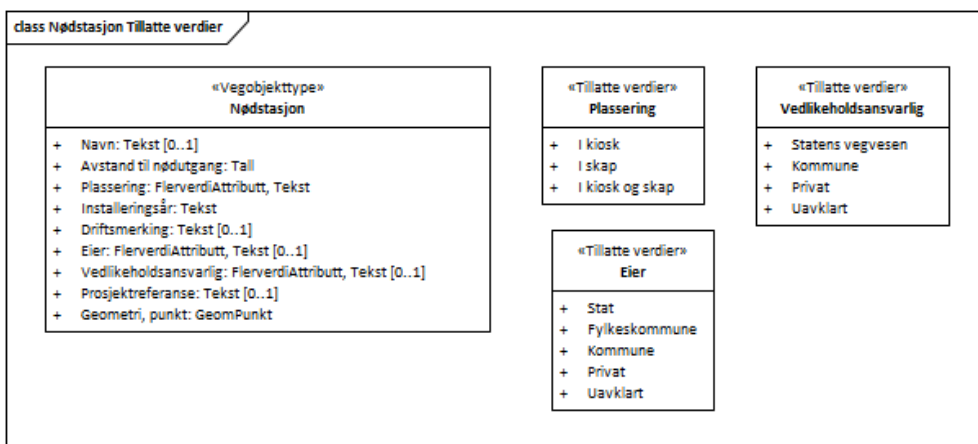 class Nødstasjon Tillatte verdier
«Vegobjekttype»
Nødstasjon
+ Navn: Tekst [0..1]
+ Avstand til nødutgang: Tall
+ Plassering: FlerverdiAttributt, Tekst
+ Installeringsår: Tekst
+ Driftsmerking: Tekst [0..1]
+ Eier: FlerverdiAttributt, Tekst [0..1]
+ Vedlikeholdsansvarlig: FlerverdiAttributt, Tekst [0..1]
+ Prosjektreferanse: Tekst [0..1]
+ Geometri, punkt: GeomPunkt
«Tillatte verdier»
Plassering
+ I kiosk
+ I skap
+ I kiosk og skap
«Tillatte verdier»
Vedlikeholdsansvarlig
+ Statens vegvesen
+ Kommune
+ Privat
+ Uavklart
«Tillatte verdier»
Eier
+ Stat
+ Fylkeskommune
+ Kommune
+ Privat
+ Uavklart